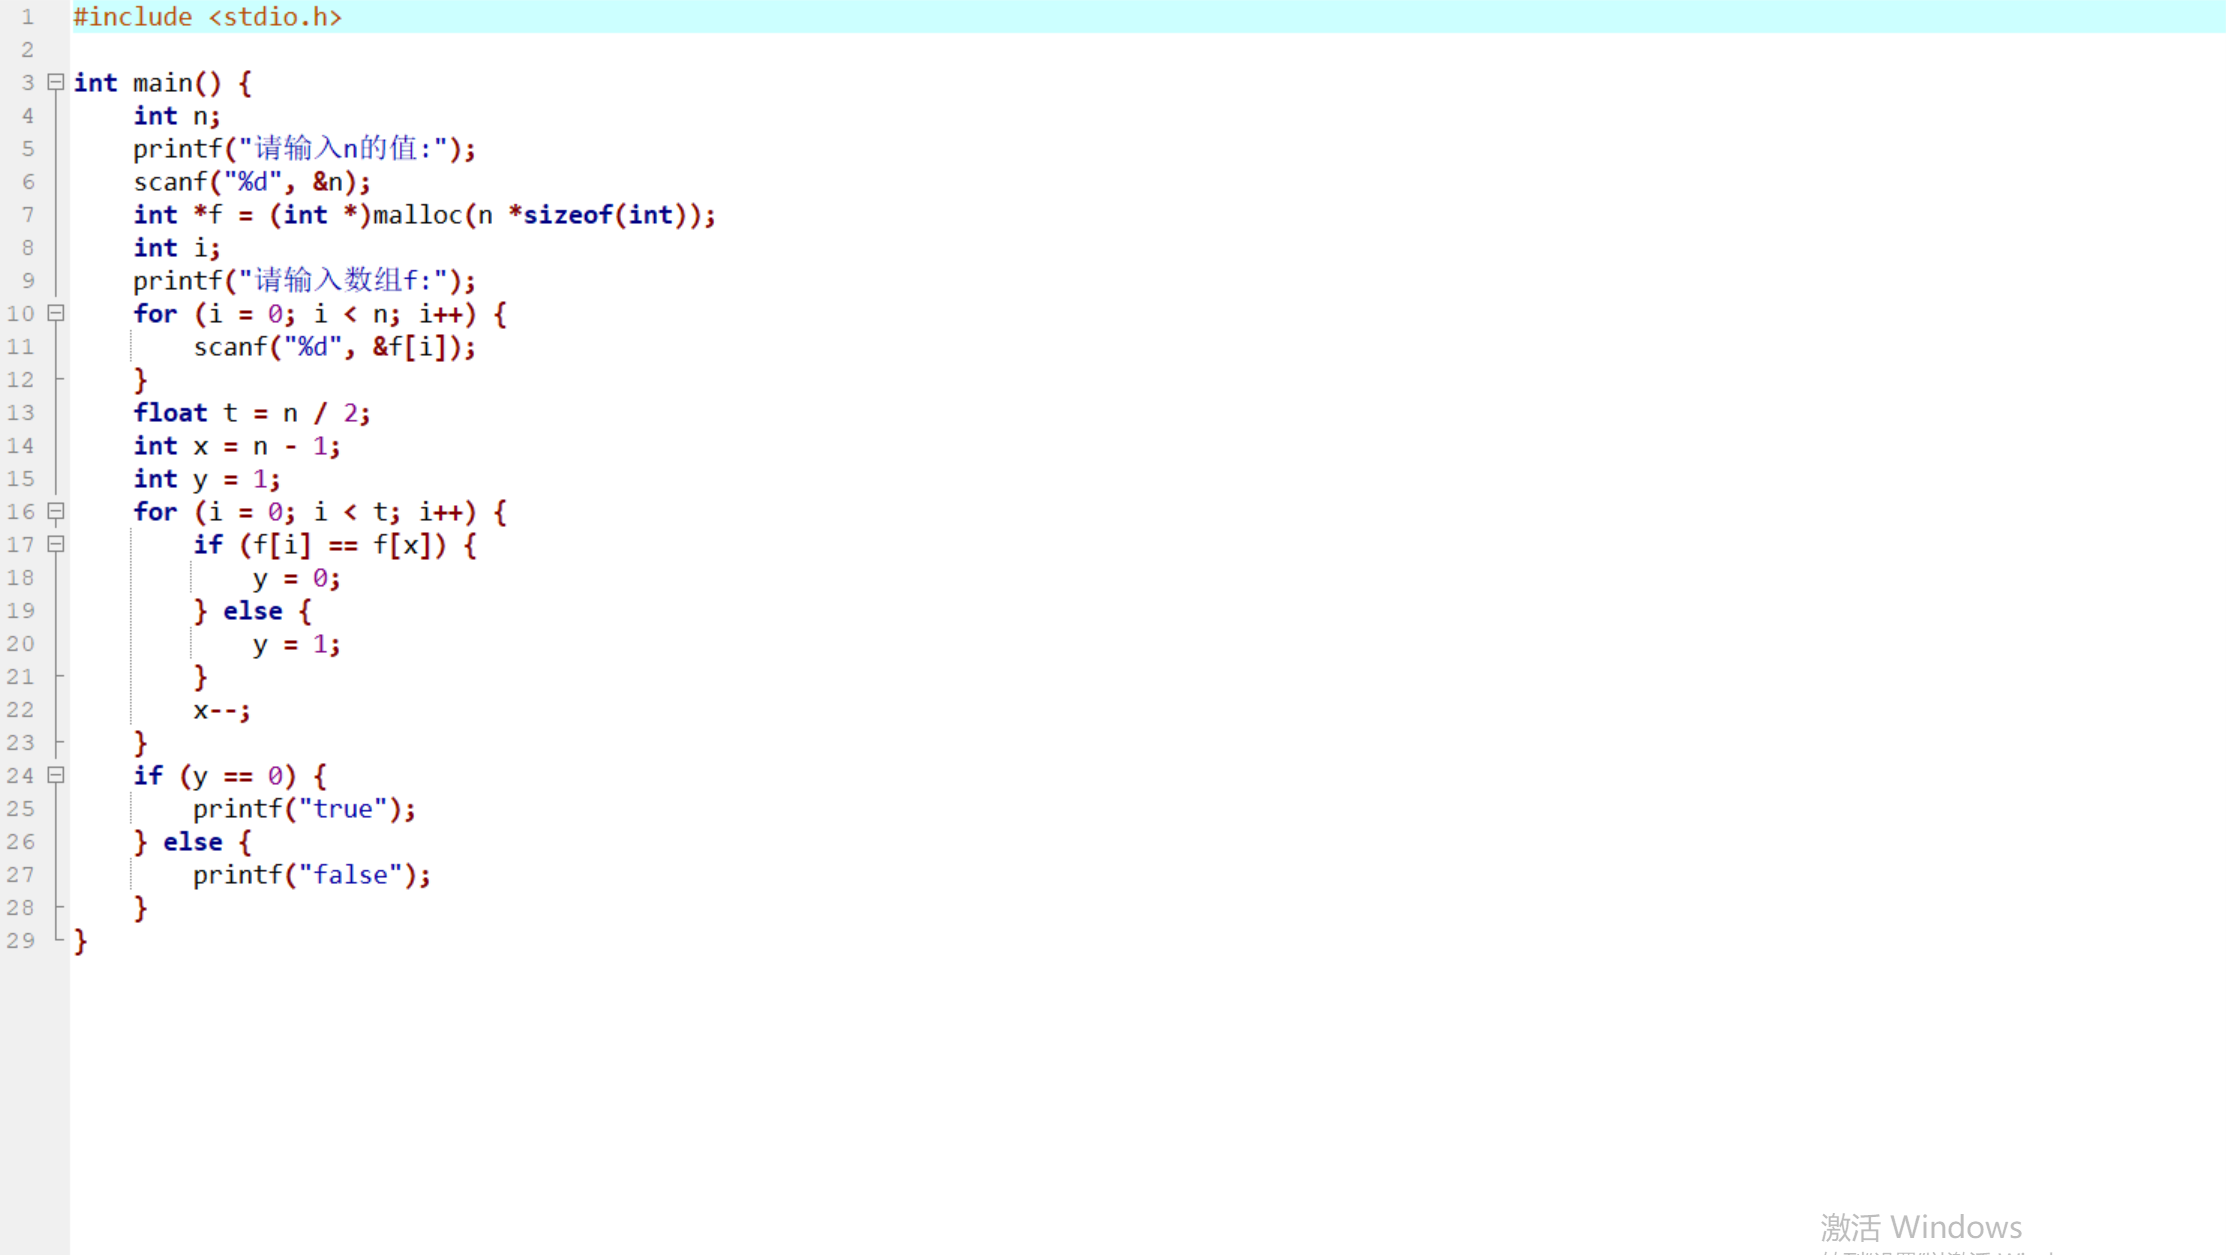 1 #include <stdio.h>
2
3 int main() {
4 int n;
5 printf("请输入n的值:");
6 scanf("%d", &n);
7 int *f = (int *)malloc(n *sizeof(int));
8 int i;
9 printf("请输入数组f:");
10 for (i = 0; i < n; i++) {
11 scanf("%d", &f[i]);
12 }
13 float t = n / 2;
14 int x = n - 1;
15 int y = 1;
16 for (i = 0; i < t; i++) {
17 if (f[i] == f[x]) {
18 y = 0;
19 } else {
20 y = 1;
21 }
22 x--;
23 }
24 if (y == 0) {
25 printf("true");
26 } else {
27 printf("false");
28 }
29 }
激活 Windows